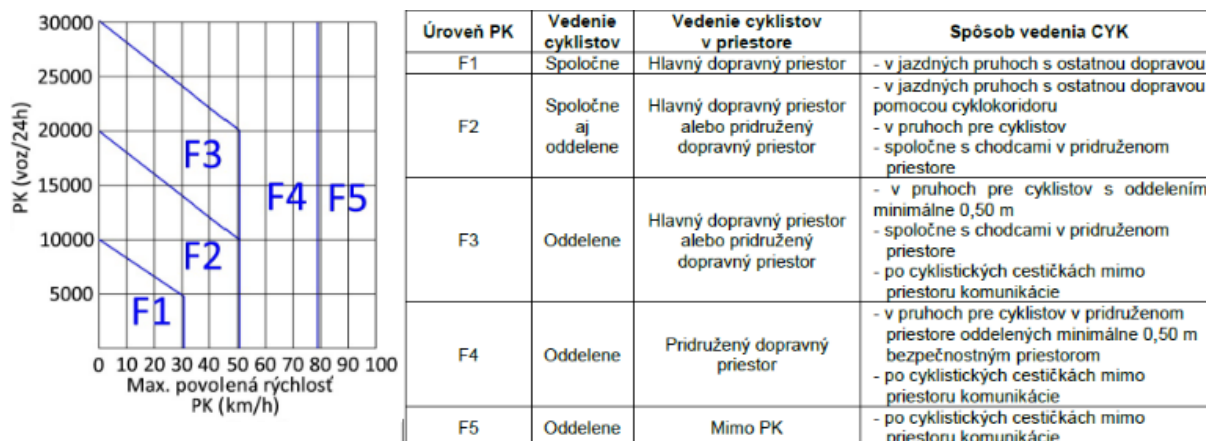 30000
25000
20000
15000
10000
5000
PK (voz/24h)
F3
F4
F5
F2
F1
0 10 20 30 40 50 60 70 80 90 100
Max. povolená rýchlosť
PK (km/h)
Úroveň PK
Vedenie
cyklistov
Vedenie cyklistov
v priestore
Spôsob vedenia CYK
F1
Spoločne
Hlavný dopravný priestor
- v jazdných pruhoch s ostatnou dopravou
F2
Spoločne
aj
oddelene
Hlavný dopravný priestor
alebo pridružený
dopravný priestor
- v jazdných pruhoch s ostatnou dopravou
pomocou cyklokoridoru
- v pruhoch pre cyklistov
- spoločne s chodcami v pridruženom
priestore
F3
Oddelene
Hlavný dopravný priestor
alebo pridružený
dopravný priestor
- v pruhoch pre cyklistov s oddelením
minimálne 0,50 m
- spoločne s chodcami v pridruženom
priestore
- po cyklistických cestičkách mimo
priestoru komunikácie
F4
Oddelene
Pridružený dopravný
priestor
- v pruhoch pre cyklistov v pridruženom
priestore oddelených minimálne 0,50 m
bezpečnostným priestorom
- po cyklistických cestičkách mimo
priestoru komunikácie
F5
Oddelene
Mimo PK
- po cyklistických cestičkách mimo
priestoru komunikácie